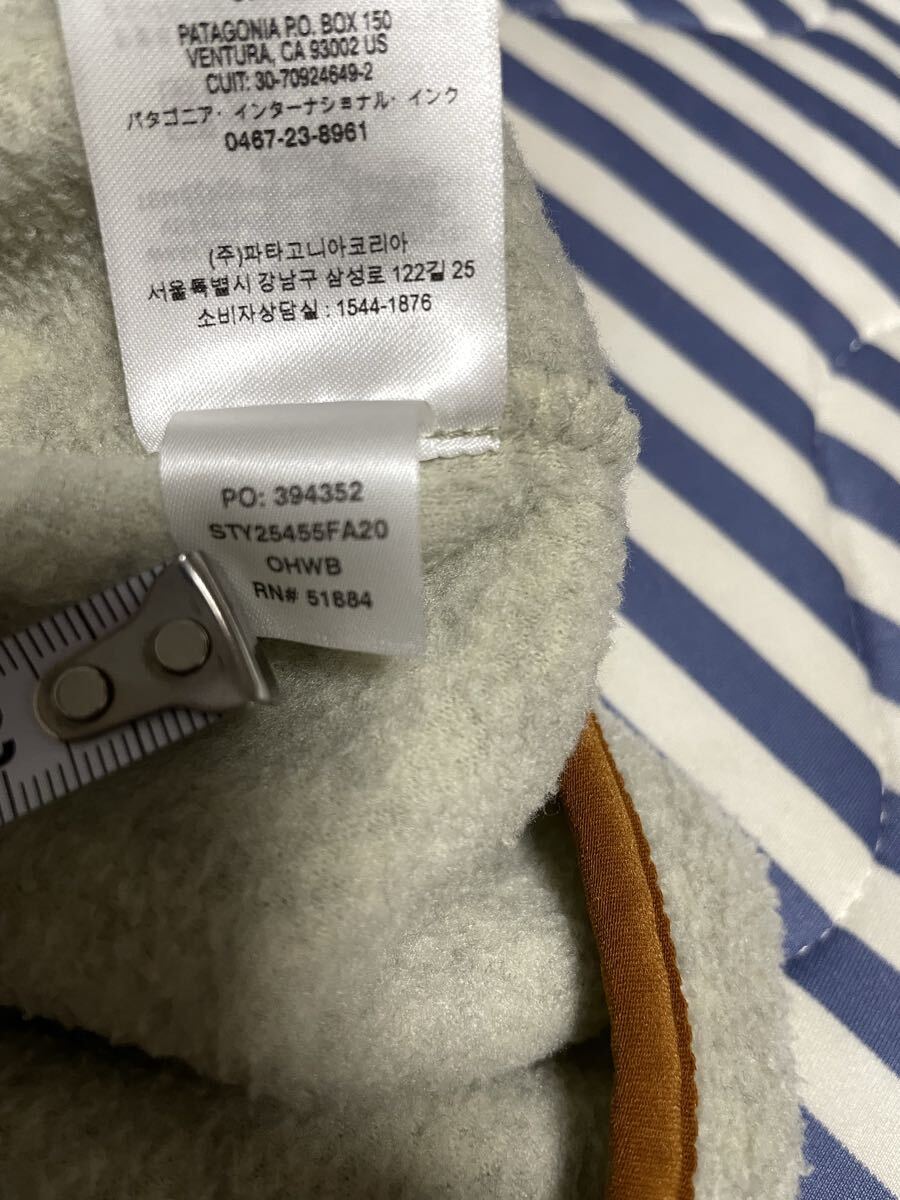 PATAGONIA P.O. BOX 150
VENTURA, CA 93002 US
CUIT: 30-70924649-2
パタゴニア・インターナショナル・インク
0467-23-8961
(주)파타고니아코리아
서울특별시 강남구 삼성로 122길 25
소비자상담실 : 1544-1876
PO: 394352
STY25455FA20
OHWB
RN# 51884